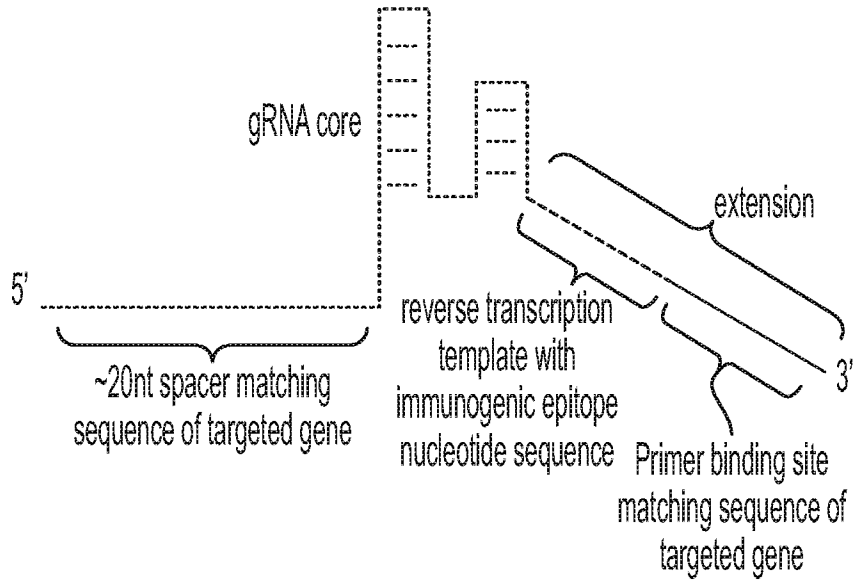 gRNA core
extension
5'
~20nt spacer matching
sequence of targeted gene
reverse transcription
template with
immunogenic epitope
nucleotide sequence
3'
Primer binding site
matching sequence of
targeted gene